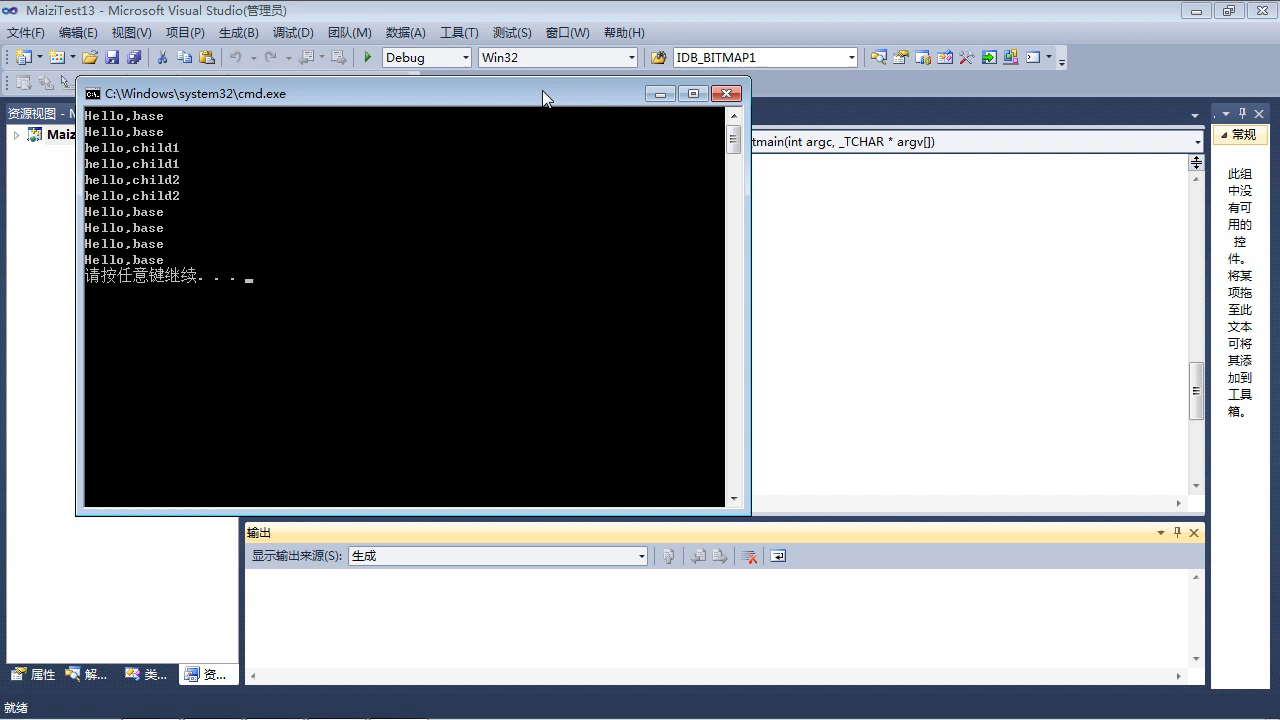 MaiziTest13 - Microsoft Visual Studio(管理员)
文件(F) 编辑(E) 视图(V) 项目(P) 生成(B) 调试(D) 团队(M) 数据(A) 工具(T) 测试(S) 窗口(W) 帮助(H)
Debug Win32 IDB_BITMAP1
C:\Windows\system32\cmd.exe
Hello,base
Hello,base
hello,child1
hello,child1
hello,child2
hello,child2
Hello,base
Hello,base
Hello,base
Hello,base
请按任意键继续. . .
资源视图 - M
Maiz
tmain(int argc, _TCHAR * argv[])
常规
此组
中没
有可
用的
控
件。
将某
项拖
至此
文本
可将
其添
加到
工具
箱。
输出
显示输出来源(S): 生成
属性 解... 类... 资...
就绪